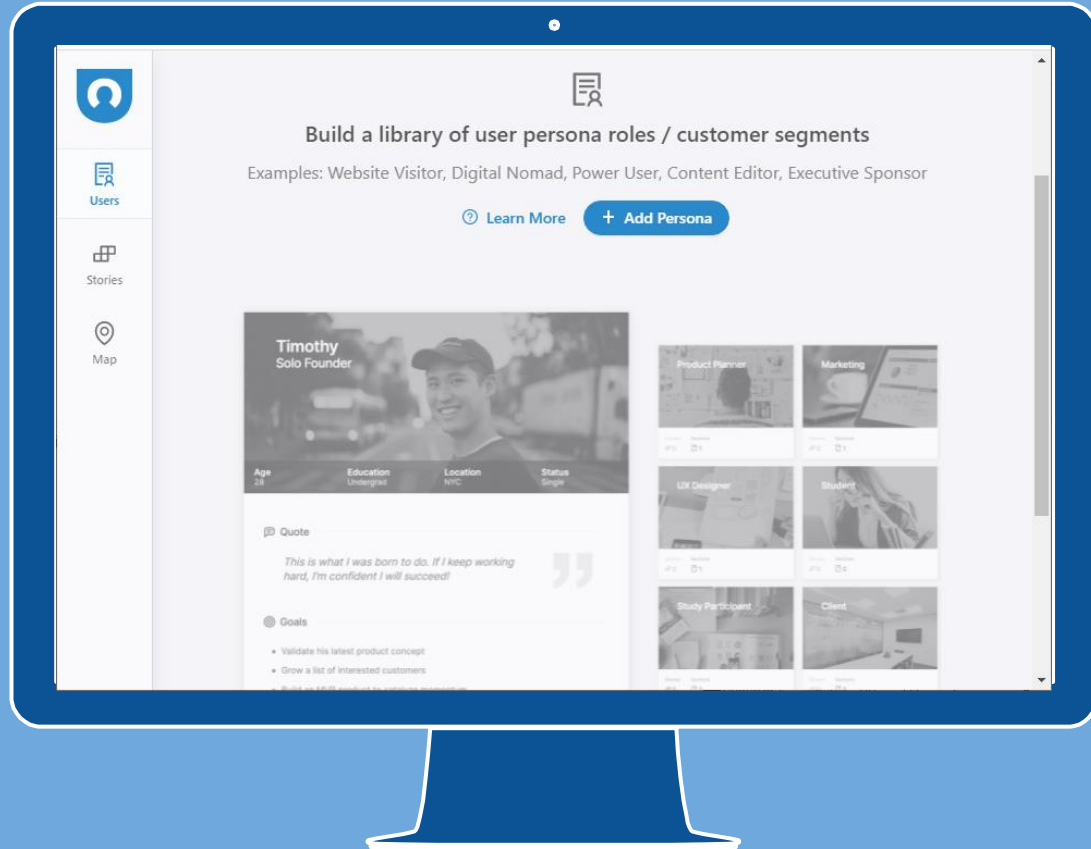 Build a library of user persona roles / customer segments
Examples: Website Visitor, Digital Nomad, Power User, Content Editor, Executive Sponsor
Learn More
+ Add Persona
Users
Stories
Map
Timothy
Solo Founder
Age
28
Education
Undergrad
Location
NYC
Status
Single
Quote
This is what I was born to do. If I keep working
hard, I'm confident I will succeed!
Goals
• Validate his latest product concept
• Grow a list of interested customers
Product Planner
Marketing
UX Designer
Student
Study Participant
Client